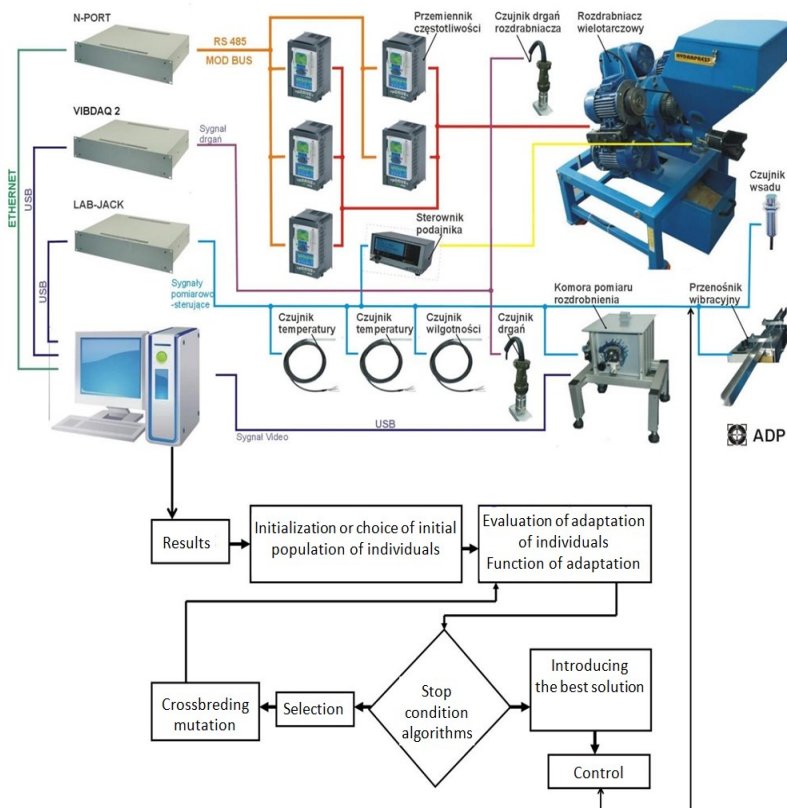 N-PORT
RS 485
MOD BUS
Przemiennik
częstotliwości
Czujnik drgań
rozdrabniacza
Rozdrabniacz
wielotarczowy
HYDRAPRESS
VIBDAQ 2
Sygnał
drgań
ETHERNET
USB
LAB-JACK
USB
Sygnały
pomiarowo
-sterujące
Sterownik
podajnika
Czujnik
wsadu
Czujnik
temperatury
Czujnik
temperatury
Czujnik
wilgotności
Czujnik
drgań
Komora pomiaru
rozdrobnienia
Przenośnik
wibracyjny
USB
Sygnał Video
ADP
Results
Initialization or choice of initial
population of individuals
Evaluation of adaptation
of individuals
Function of adaptation
Crossbreding
mutation
Selection
Stop
condition
algorithms
Introducing
the best solution
Control